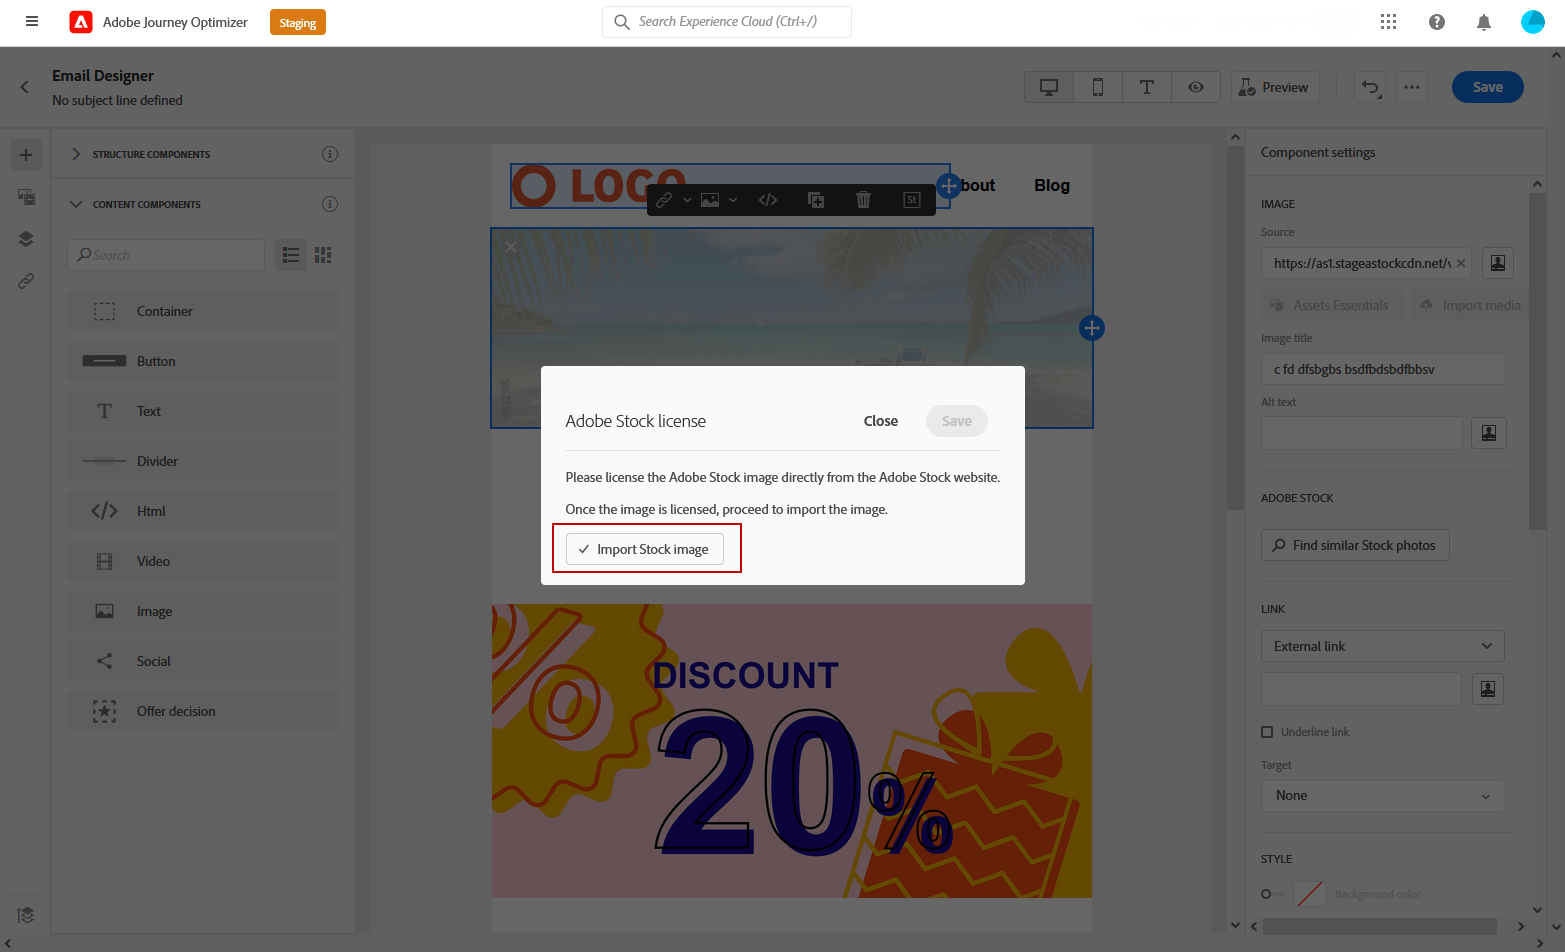 Adobe Journey Optimizer
Staging
Search Experience Cloud (Ctrl+/)
Email Designer
No subject line defined
Preview
Save
STRUCTURE COMPONENTS
CONTENT COMPONENTS
Search
Container
Button
Text
Divider
Html
Video
Image
Social
Offer decision
LOGO
St
bout
Blog
Adobe Stock license
Close
Save
Please license the Adobe Stock image directly from the Adobe Stock website.
Once the image is licensed, proceed to import the image.
Import Stock image
%
DISCOUNT
20%
Component settings
IMAGE
Source
https://as1.stageastockcdn.net/v
Assets Essentials
Import media
Image title
c fd dfsbgbs bsdfbdsbdfbbsv
Alt text
ADOBE STOCK
Find similar Stock photos
LINK
External link
Underline link
Target
None
STYLE
Background color